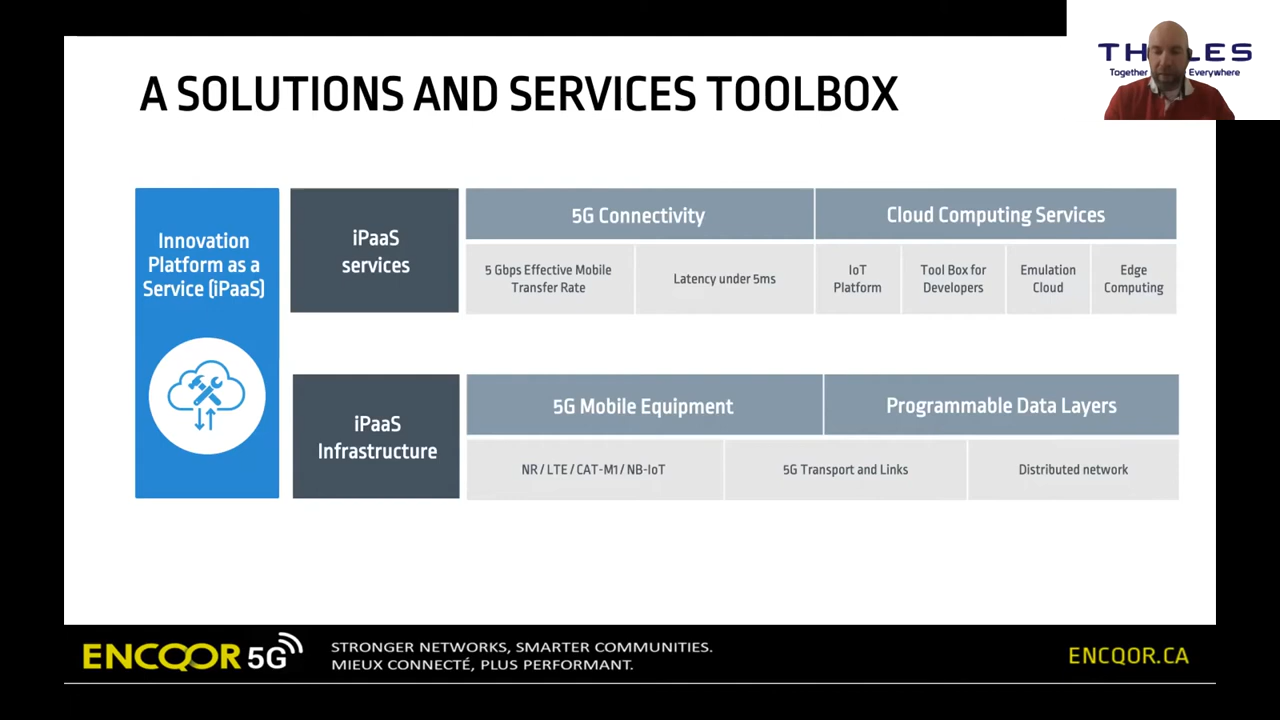 A SOLUTIONS AND SERVICES TOOLBOX
Together
Everywhere
Innovation
Platform as a
Service (iPaaS)
iPaaS
services
5G Connectivity
Cloud Computing Services
5 Gbps Effective Mobile
Transfer Rate
Latency under 5ms
IoT
Platform
Tool Box for
Developers
Emulation
Cloud
Edge
Computing
iPaaS
Infrastructure
5G Mobile Equipment
Programmable Data Layers
NR / LTE / CAT-M1 / NB-IoT
5G Transport and Links
Distributed network
ENCQOR 5G
STRONGER NETWORKS, SMARTER COMMUNITIES.
MIEUX CONNECTÉ, PLUS PERFORMANT.
ENCQOR.CA